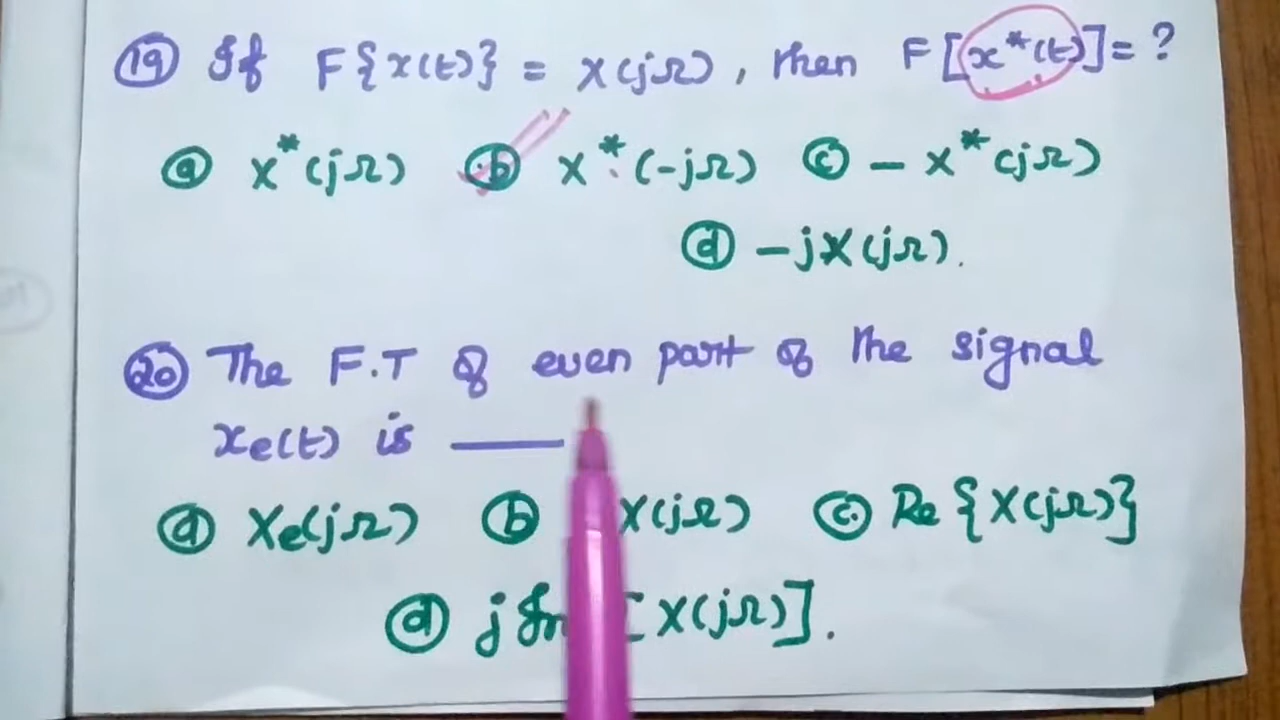 19 If F{x(t)} = X(jΩ), then F[x*(t)] = ?
a X*(jΩ) b X*(-jΩ) c - X*(jΩ)
d -jX(jΩ).
20 The F.T of even part of the signal
xe(t) is ____
a Xe(jΩ) b X(jΩ) c Re {X(jΩ)}
d j [X(jΩ)].